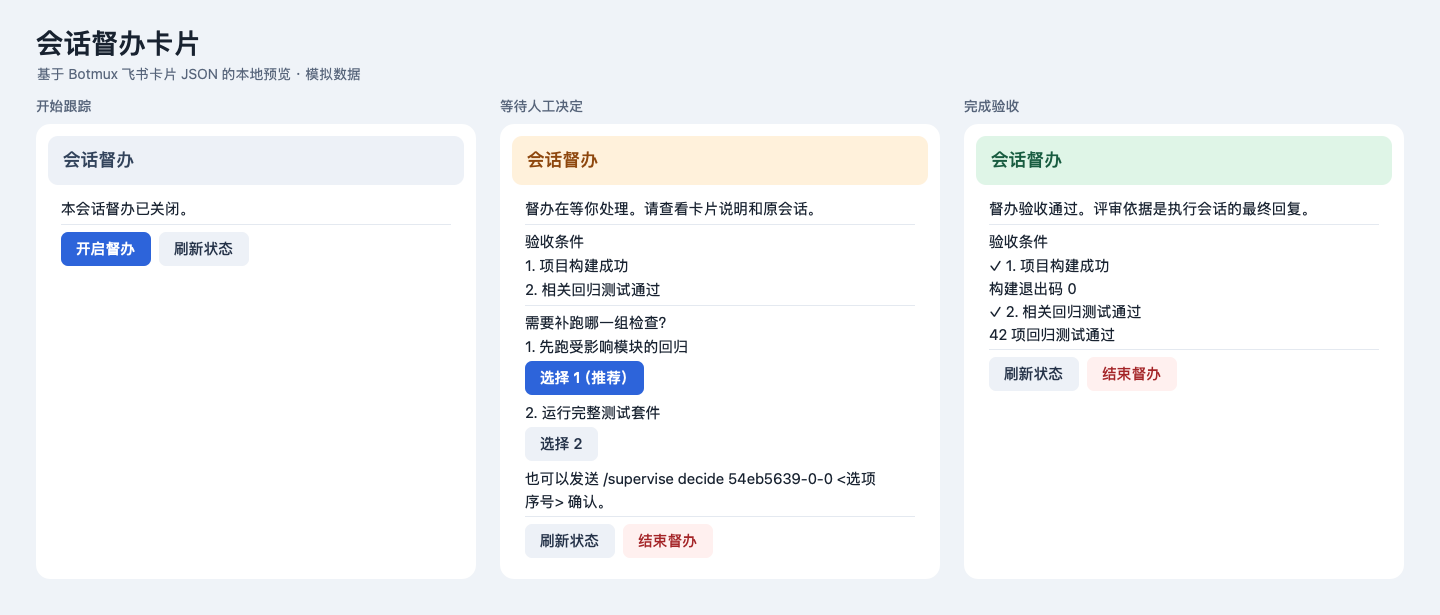 会话督办卡片
基于 Botmux 飞书卡片 JSON 的本地预览 · 模拟数据
开始跟踪
会话督办
本会话督办已关闭。
开启督办
刷新状态
等待人工决定
会话督办
督办在等你处理。请查看卡片说明和原会话。
验收条件
1. 项目构建成功
2. 相关回归测试通过
需要补跑哪一组检查?
1. 先跑受影响模块的回归
选择 1 (推荐)
2. 运行完整测试套件
选择 2
也可以发送 /supervise decide 54eb5639-0-0 <选项
序号> 确认。
刷新状态
结束督办
完成验收
会话督办
督办验收通过。评审依据是执行会话的最终回复。
验收条件
✓ 1. 项目构建成功
构建退出码 0
✓ 2. 相关回归测试通过
42 项回归测试通过
刷新状态
结束督办